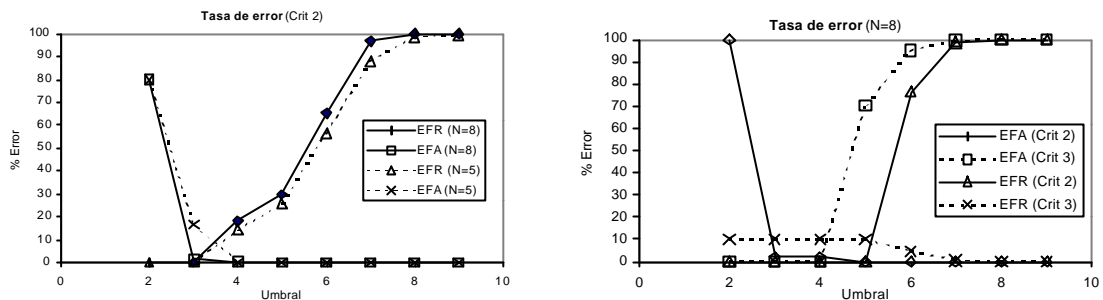 Tasa de error (Crit 2)
% Error
100
90
80
70
60
50
40
30
20
10
0
0 2 4 6 8 10
Umbral
EFR (N=8)
EFA (N=8)
EFR (N=5)
EFA (N=5)
Tasa de error (N=8)
% Error
100
90
80
70
60
50
40
30
20
10
0
0 2 4 6 8 10
Umbral
EFA (Crit 2)
EFA (Crit 3)
EFR (Crit 2)
EFR (Crit 3)